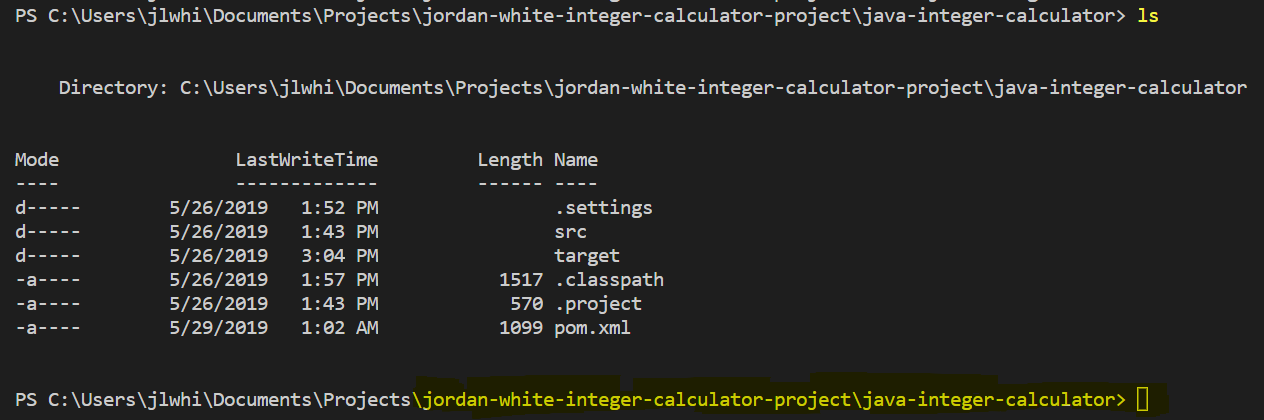 PS C:\Users\jlwhi\Documents\Projects\jordan-white-integer-calculator-project\java-integer-calculator> ls
Directory: C:\Users\jlwhi\Documents\Projects\jordan-white-integer-calculator-project\java-integer-calculator
Mode LastWriteTime Length Name
---- ------------- ------ ----
d----- 5/26/2019 1:52 PM .settings
d----- 5/26/2019 1:43 PM src
d----- 5/26/2019 3:04 PM target
-a---- 5/26/2019 1:57 PM 1517 .classpath
-a---- 5/26/2019 1:43 PM 570 .project
-a---- 5/29/2019 1:02 AM 1099 pom.xml
PS C:\Users\jlwhi\Documents\Projects\jordan-white-integer-calculator-project\java-integer-calculator>